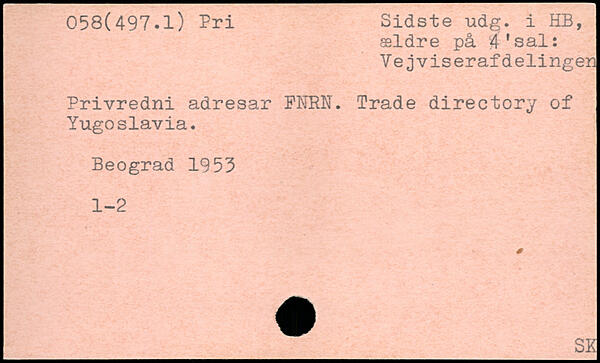 058(497.1) Pri
Sidste udg. i HB,
ældre på 4'sal:
Vejviserafdelingen
Privredni adresar FNRN. Trade directory of
Yugoslavia.
Beograd 1953
1-2
SK